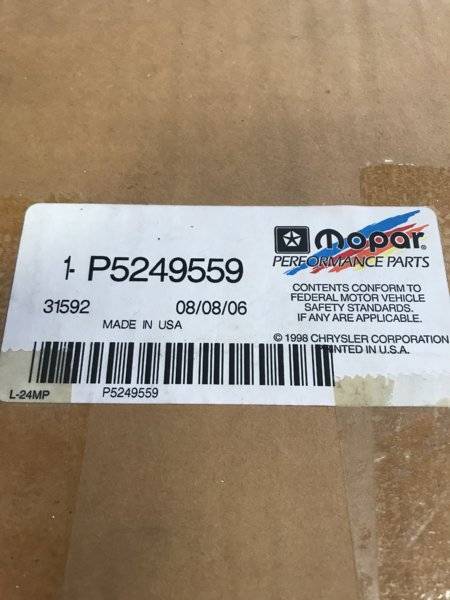 1- P5249559
31592 08/08/06
MADE IN USA
P5249559
L-24MP
Mopar®
PERFORMANCE PARTS
CONTENTS CONFORM TO
FEDERAL MOTOR VEHICLE
SAFETY STANDARDS.
IF ANY ARE APPLICABLE.
© 1998 CHRYSLER CORPORATION
PRINTED IN U.S.A.